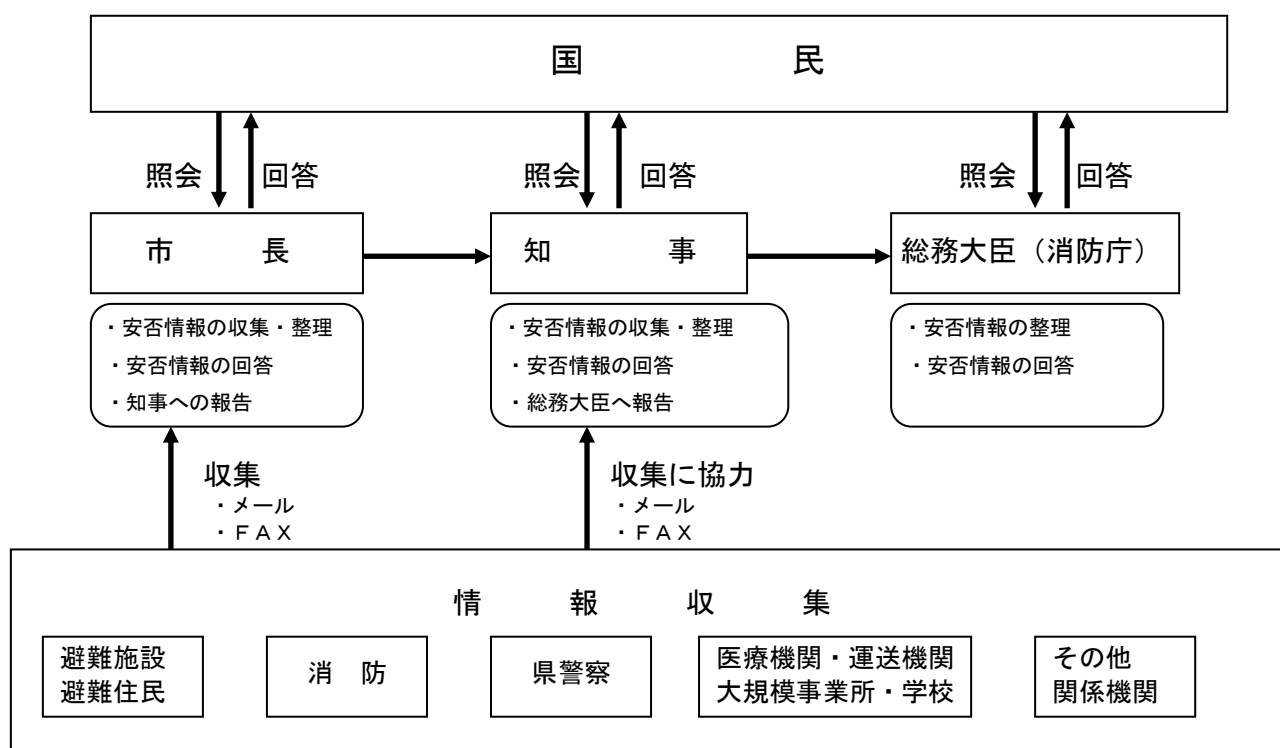 国　　　民
照会　回答　照会　回答　照会　回答
市　　長　知　　事　総務大臣（消防庁）
・安否情報の収集・整理
・安否情報の回答
・知事への報告
・安否情報の収集・整理
・安否情報の回答
・総務大臣へ報告
・安否情報の整理
・安否情報の回答
収集
・メール
・ＦＡＸ
収集に協力
・メール
・ＦＡＸ
情　報　収　集
避難施設
避難住民
消　防
県警察
医療機関・運送機関
大規模事業所・学校
その他
関係機関